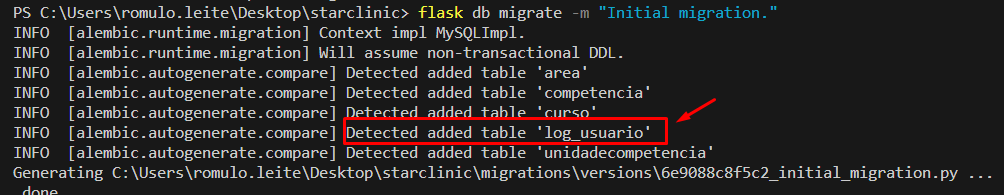 PS C:\Users\romulo.leite\Desktop\starclinic> flask db migrate -m "Initial migration."
INFO  [alembic.runtime.migration] Context impl MySQLImpl.
INFO  [alembic.runtime.migration] Will assume non-transactional DDL.
INFO  [alembic.autogenerate.compare] Detected added table 'area'
INFO  [alembic.autogenerate.compare] Detected added table 'competencia'
INFO  [alembic.autogenerate.compare] Detected added table 'curso'
INFO  [alembic.autogenerate.compare] Detected added table 'log_usuario'
INFO  [alembic.autogenerate.compare] Detected added table 'unidadecompetencia'
Generating C:\Users\romulo.leite\Desktop\starclinic\migrations\versions\6e9088c8f5c2_initial_migration.py ...
done